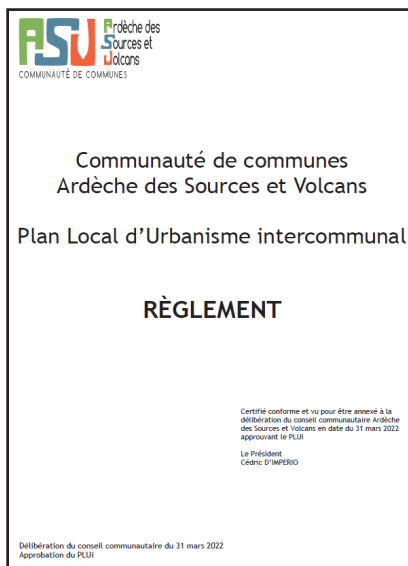 ASV Ardèche des
Sources et
Volcans
COMMUNAUTÉ DE COMMUNES
Communauté de communes
Ardèche des Sources et Volcans
Plan Local d'Urbanisme intercommunal
RÈGLEMENT
Certifié conforme et vu pour être annexé à la
délibération du conseil communautaire Ardèche
des Sources et Volcans en date du 31 mars 2022
approuvant le PLUi
Le Président
Cédric D'IMPERIO
Délibération du conseil communautaire du 31 mars 2022
Approbation du PLUi